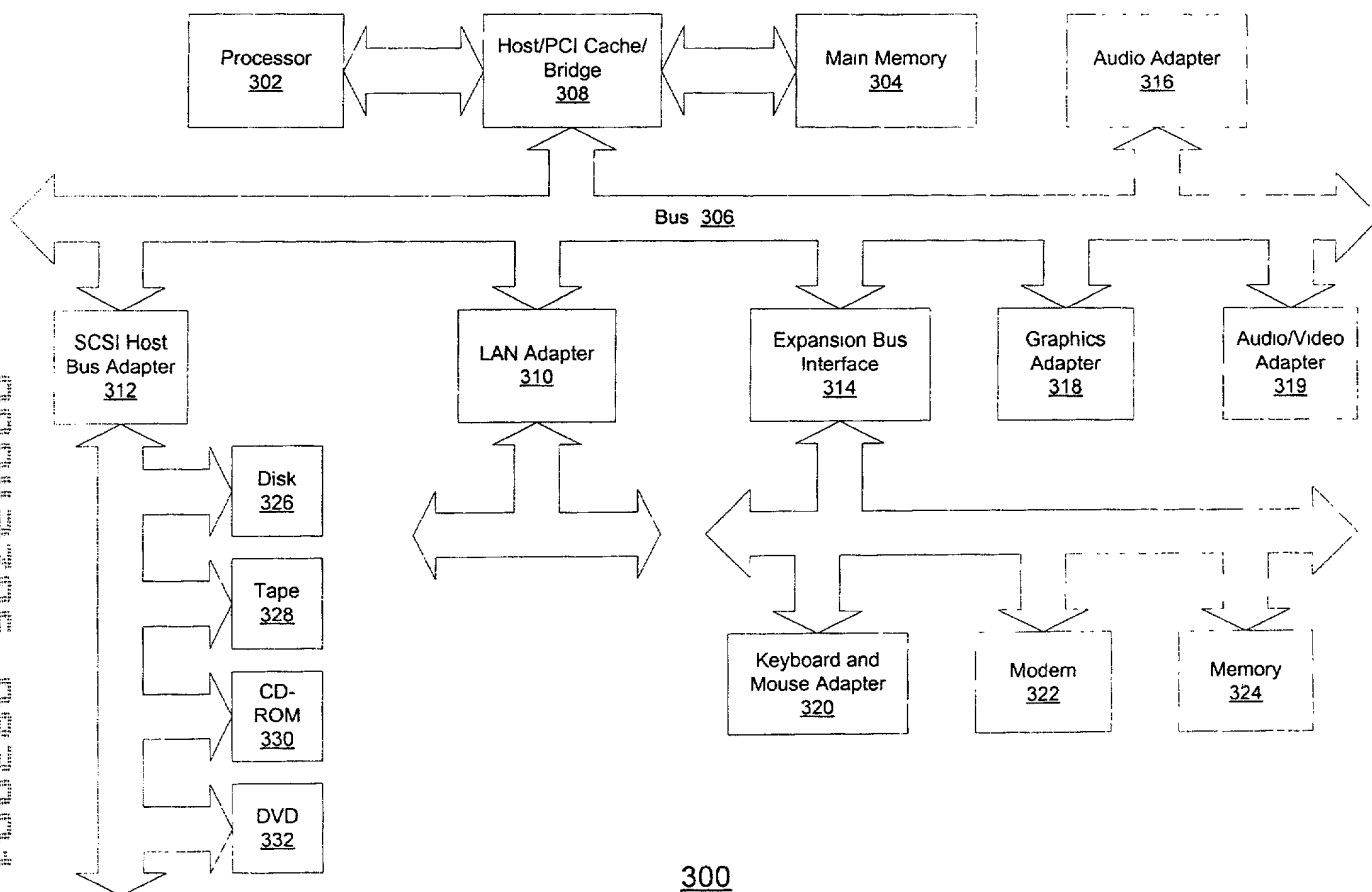 Processor
302
Host/PCI Cache/
Bridge
308
Main Memory
304
Audio Adapter
316
Bus 306
SCSI Host
Bus Adapter
312
LAN Adapter
310
Expansion Bus
Interface
314
Graphics
Adapter
318
Audio/Video
Adapter
319
Disk
326
Tape
328
CD-
ROM
330
DVD
332
Keyboard and
Mouse Adapter
320
Modem
322
Memory
324
300